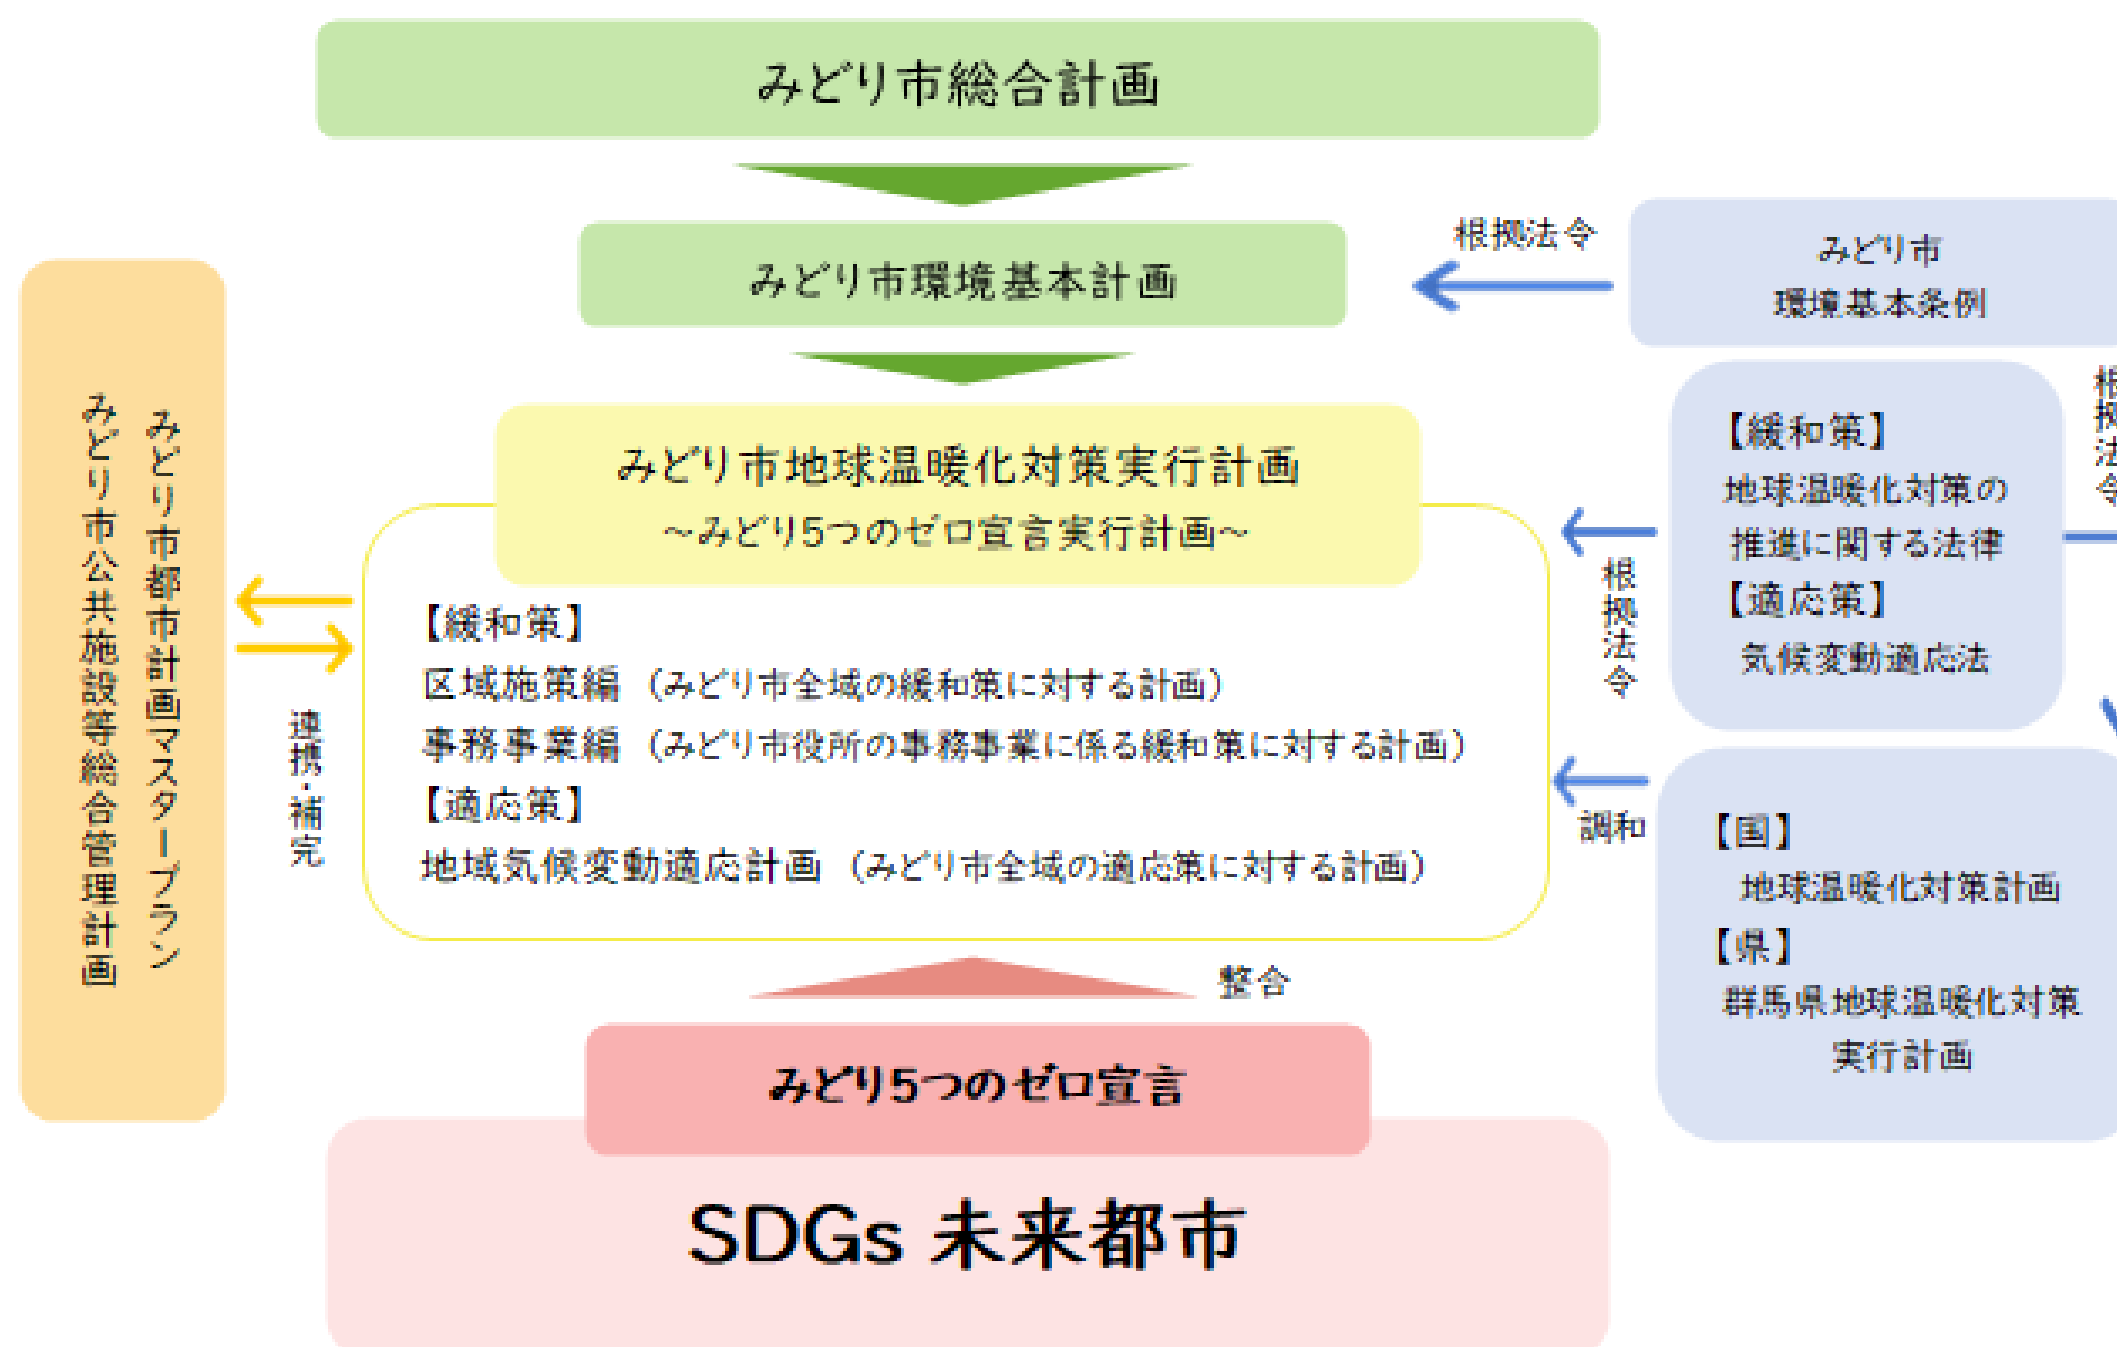 みどり市総合計画
みどり市環境基本計画
根拠法令
みどり市
環境基本条例
みどり市地球温暖化対策実行計画
～みどり5つのゼロ宣言実行計画～
【緩和策】
区域施策編（みどり市全域の緩和策に対する計画）
事務事業編（みどり市役所の事務事業に係る緩和策に対する計画）
【適応策】
地域気候変動適応計画（みどり市全域の適応策に対する計画）
みどり市都市計画マスタープラン
みどり市公共施設等総合管理計画
連携・補完
根拠法令
【緩和策】
地球温暖化対策の
推進に関する法律
【適応策】
気候変動適応法
根拠法令
調和
【国】
地球温暖化対策計画
【県】
群馬県地球温暖化対策
実行計画
整合
みどり5つのゼロ宣言
SDGs 未来都市